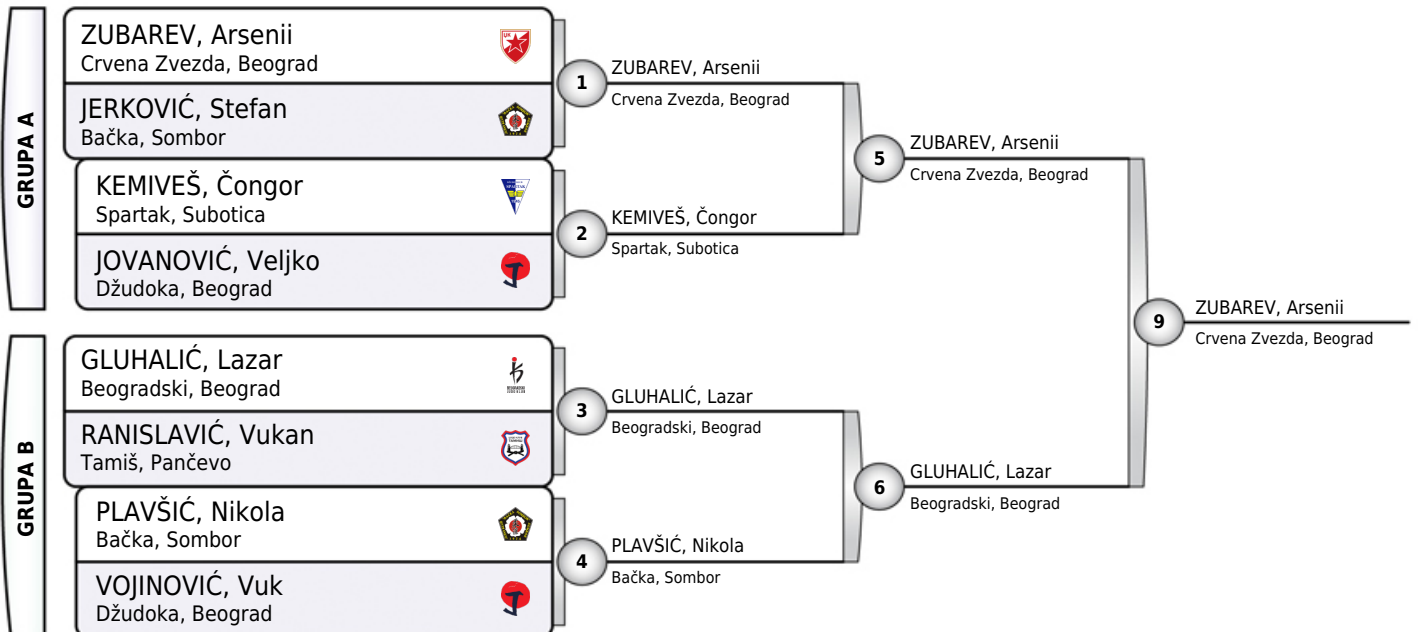 GRUPA A
ZUBAREV, Arsenii
Crvena Zvezda, Beograd
JERKOVIĆ, Stefan
Bačka, Sombor
KEMIVEŠ, Čongor
Spartak, Subotica
JOVANOVIĆ, Veljko
Džudoka, Beograd
1
ZUBAREV, Arsenii
Crvena Zvezda, Beograd
2
KEMIVEŠ, Čongor
Spartak, Subotica
5
ZUBAREV, Arsenii
Crvena Zvezda, Beograd
GRUPA B
GLUHALIĆ, Lazar
Beogradski, Beograd
RANISLAVIĆ, Vukan
Tamiš, Pančevo
PLAVŠIĆ, Nikola
Bačka, Sombor
VOJINOVIĆ, Vuk
Džudoka, Beograd
3
GLUHALIĆ, Lazar
Beogradski, Beograd
4
PLAVŠIĆ, Nikola
Bačka, Sombor
6
GLUHALIĆ, Lazar
Beogradski, Beograd
9
ZUBAREV, Arsenii
Crvena Zvezda, Beograd